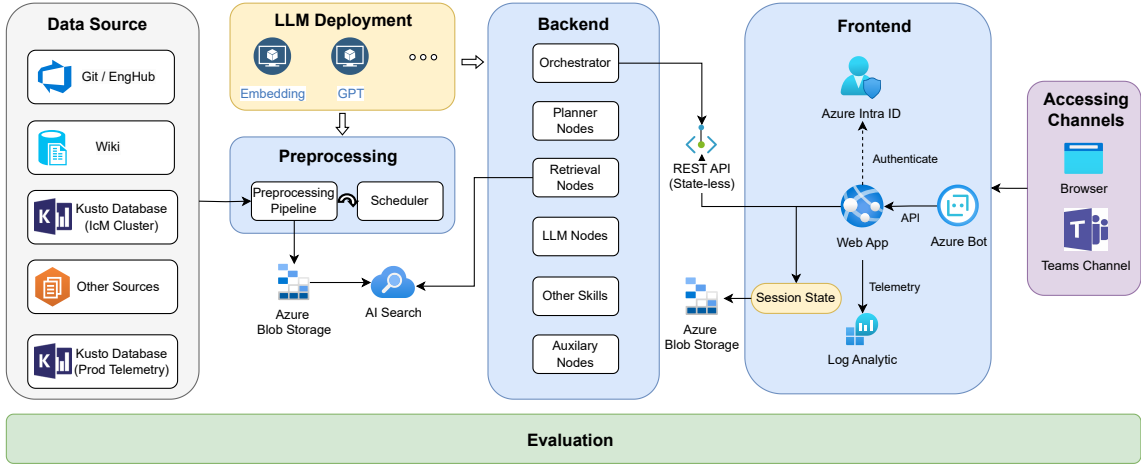 Data Source
Git / EngHub
Wiki
Kusto Database
(IcM Cluster)
Other Sources
Kusto Database
(Prod Telemetry)
LLM Deployment
Embedding
GPT
Preprocessing
Preprocessing
Pipeline
Scheduler
Azure
Blob Storage
AI Search
Backend
Orchestrator
Planner
Nodes
Retrieval
Nodes
LLM Nodes
Other Skills
Auxilary
Nodes
REST API
(State-less)
Azure
Blob Storage
Frontend
Azure Intra ID
Authenticate
Web App
API
Azure Bot
Session State
Telemetry
Log Analytic
Accessing
Channels
Browser
Teams Channel
Evaluation